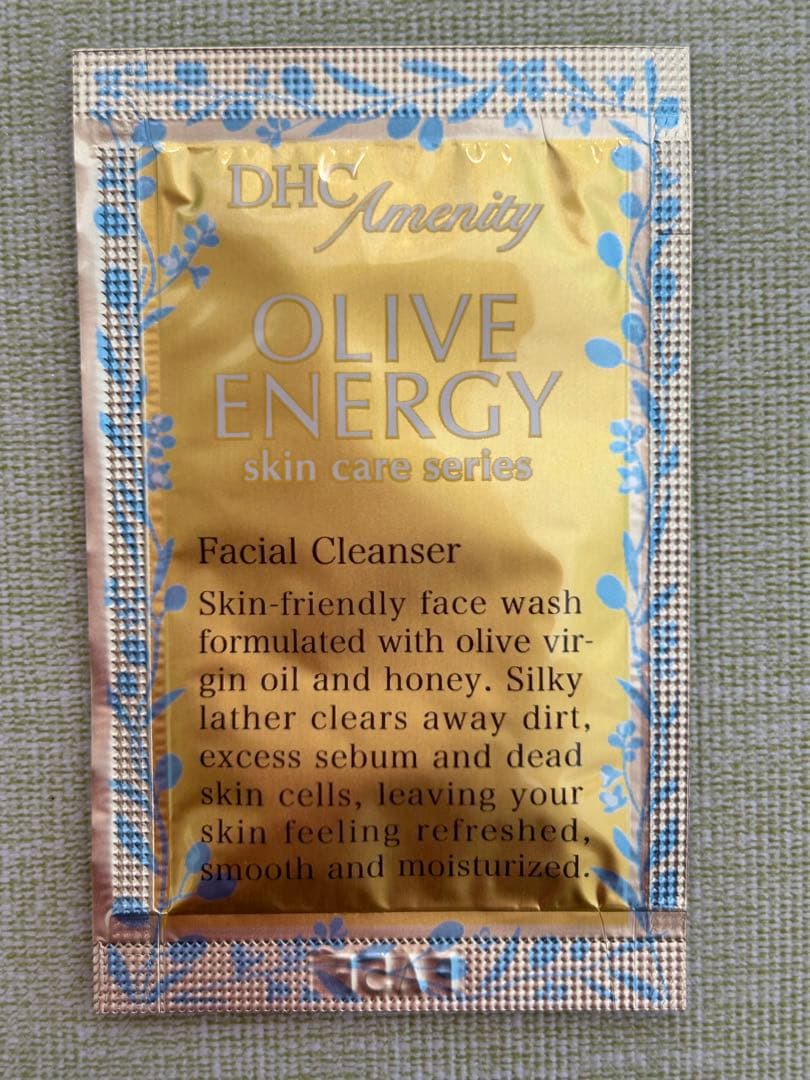 DHC Amenity
OLIVE
ENERGY
skin care series
Facial Cleanser
Skin-friendly face wash
formulated with olive vir-
gin oil and honey. Silky
lather clears away dirt,
excess sebum and dead
skin cells, leaving your
skin feeling refreshed,
smooth and moisturized.